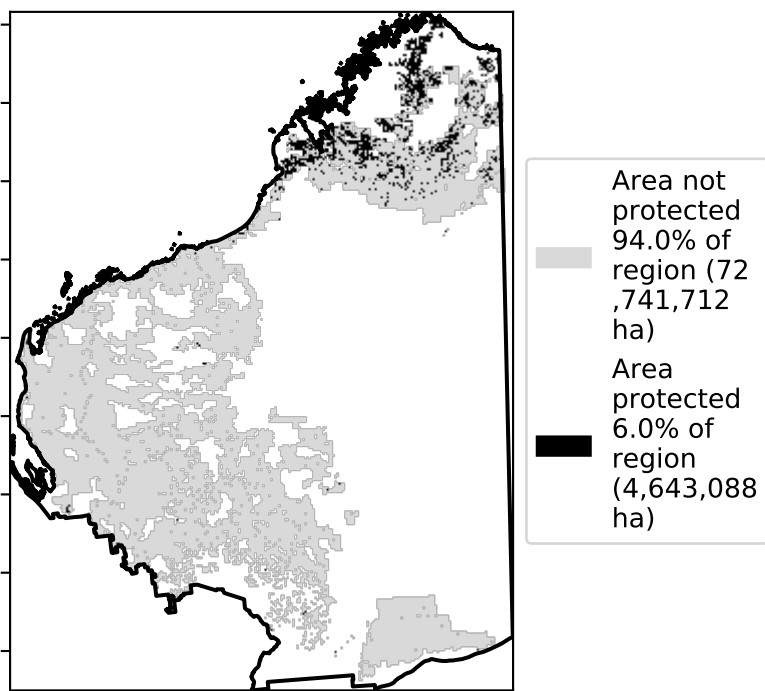 Area not
protected
94.0% of
region (72
,741,712
ha)
Area
protected
6.0% of
region
(4,643,088
ha)